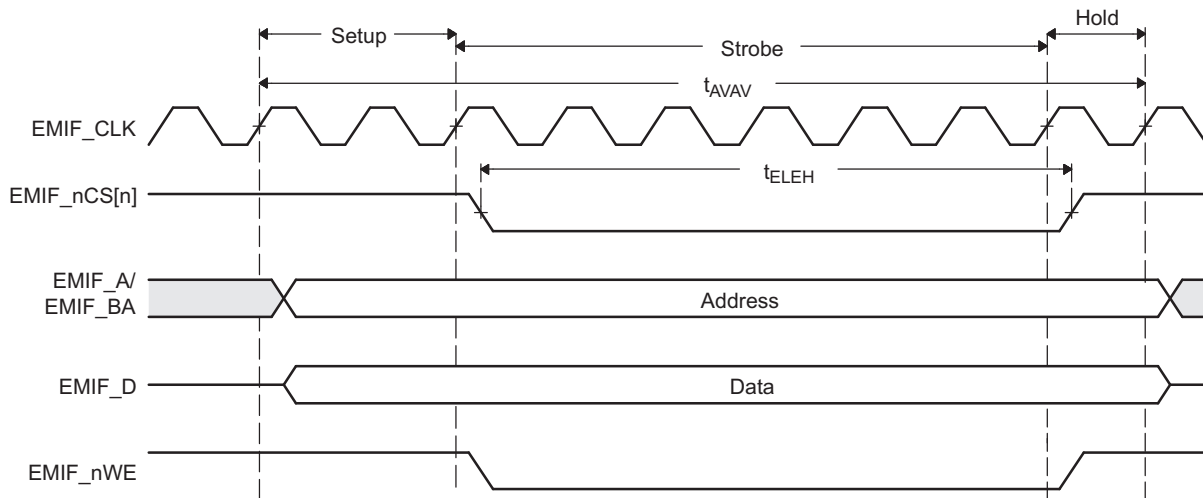 Setup
Strobe
Hold
tAVAV
EMIF_CLK
tELEH
EMIF_nCS[n]
EMIF_A/
EMIF_BA
Address
EMIF_D
Data
EMIF_nWE